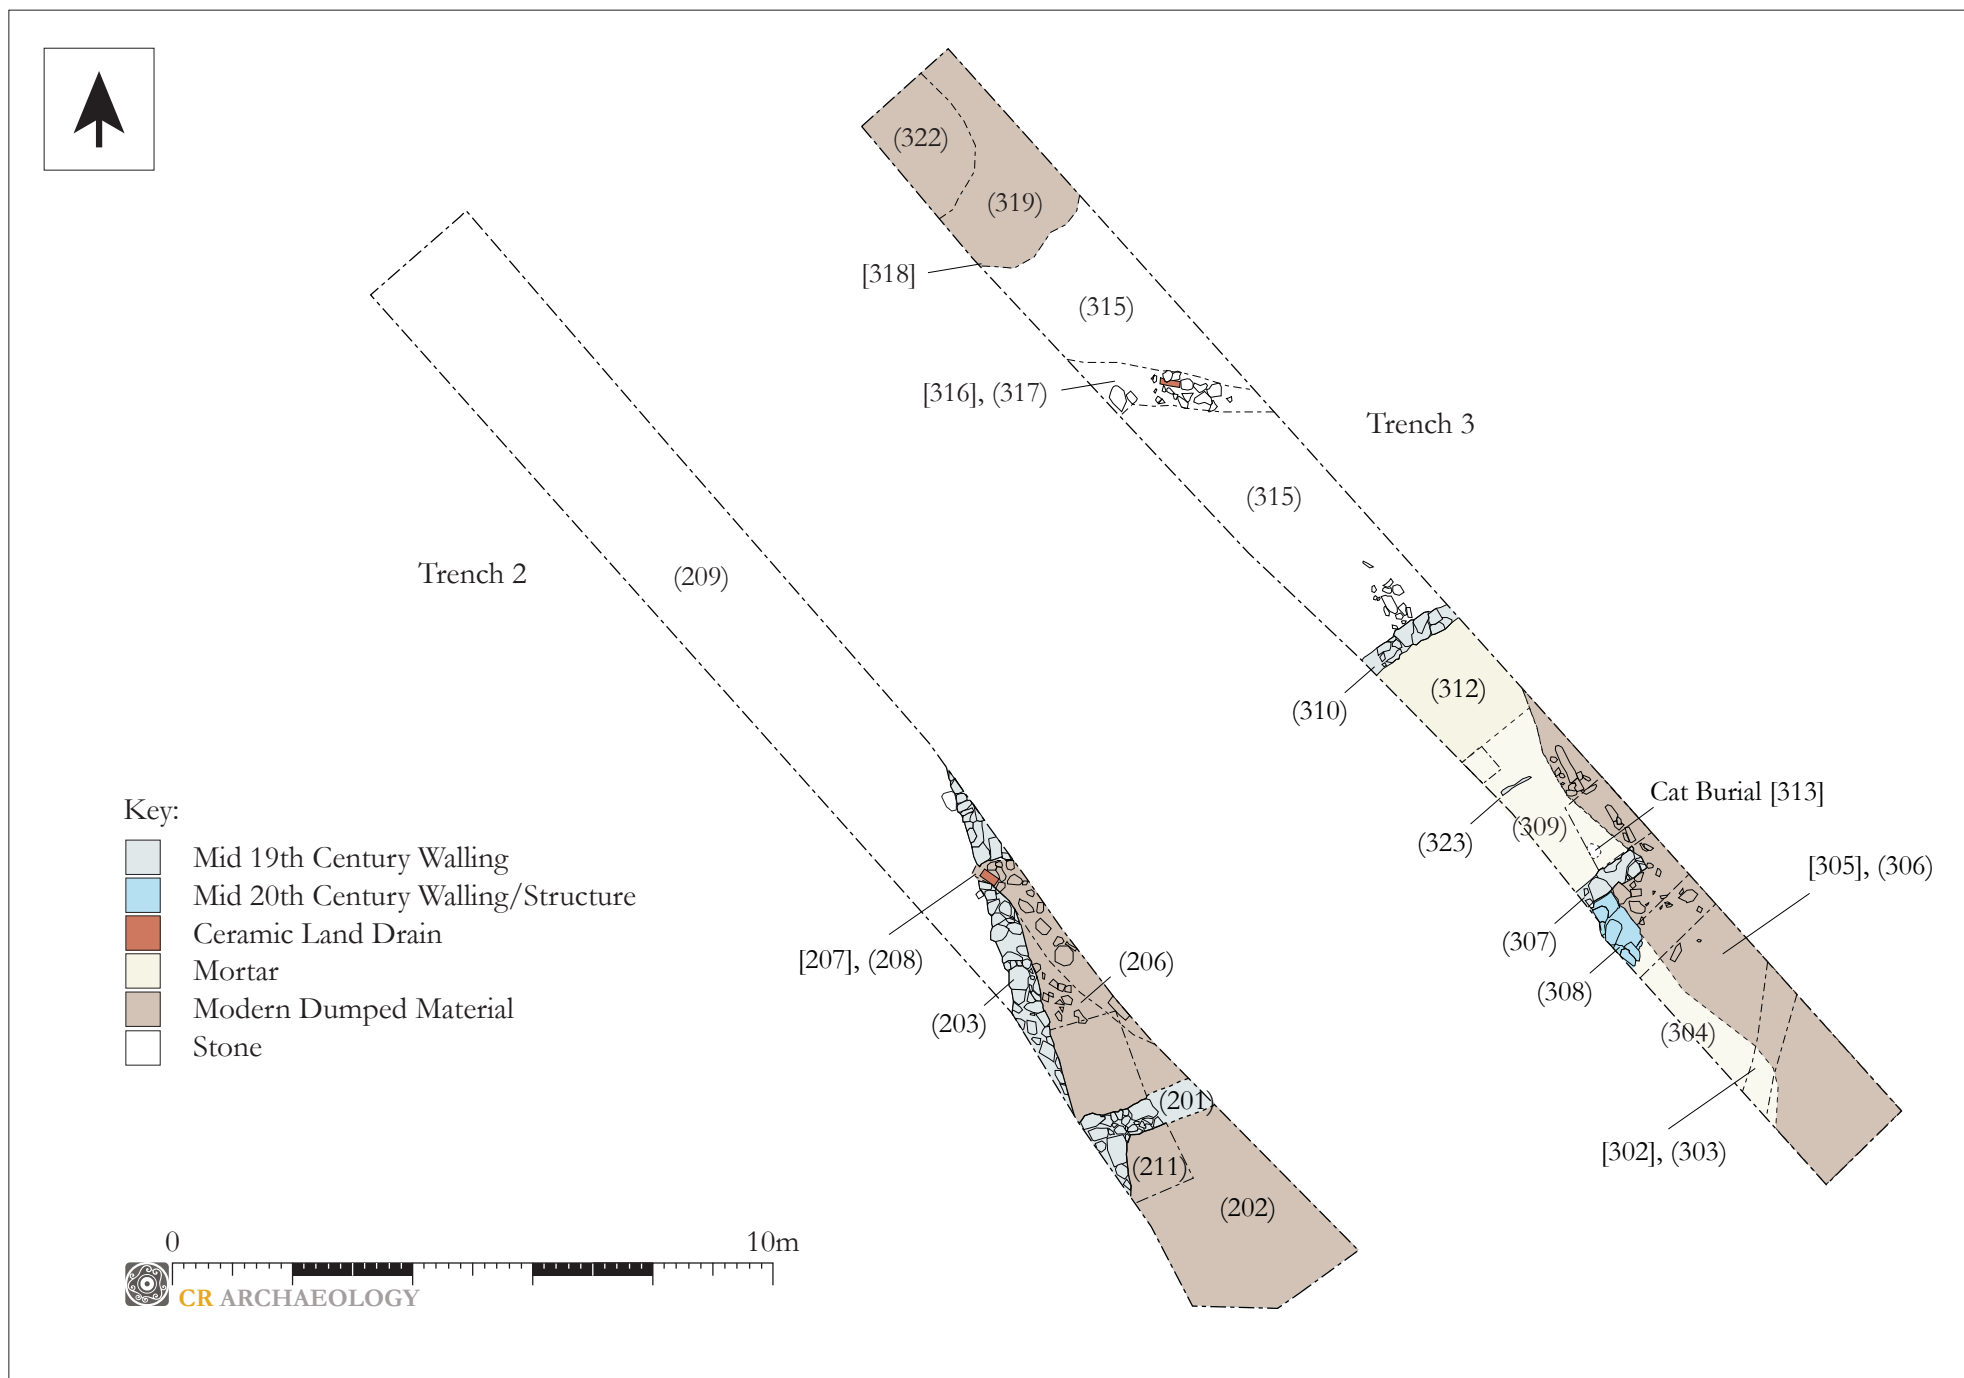 (322)
(319)
[318]
(315)
[316], (317)
Trench 3
(315)
Trench 2
(209)
(312)
(310)
Cat Burial [313]
(309)
(323)
[305], (306)
(307)
(308)
[207], (208)
(206)
(203)
(304)
(201)
[302], (303)
(211)
(202)
Key:
Mid 19th Century Walling
Mid 20th Century Walling/Structure
Ceramic Land Drain
Mortar
Modern Dumped Material
Stone
0 10m
CR ARCHAEOLOGY